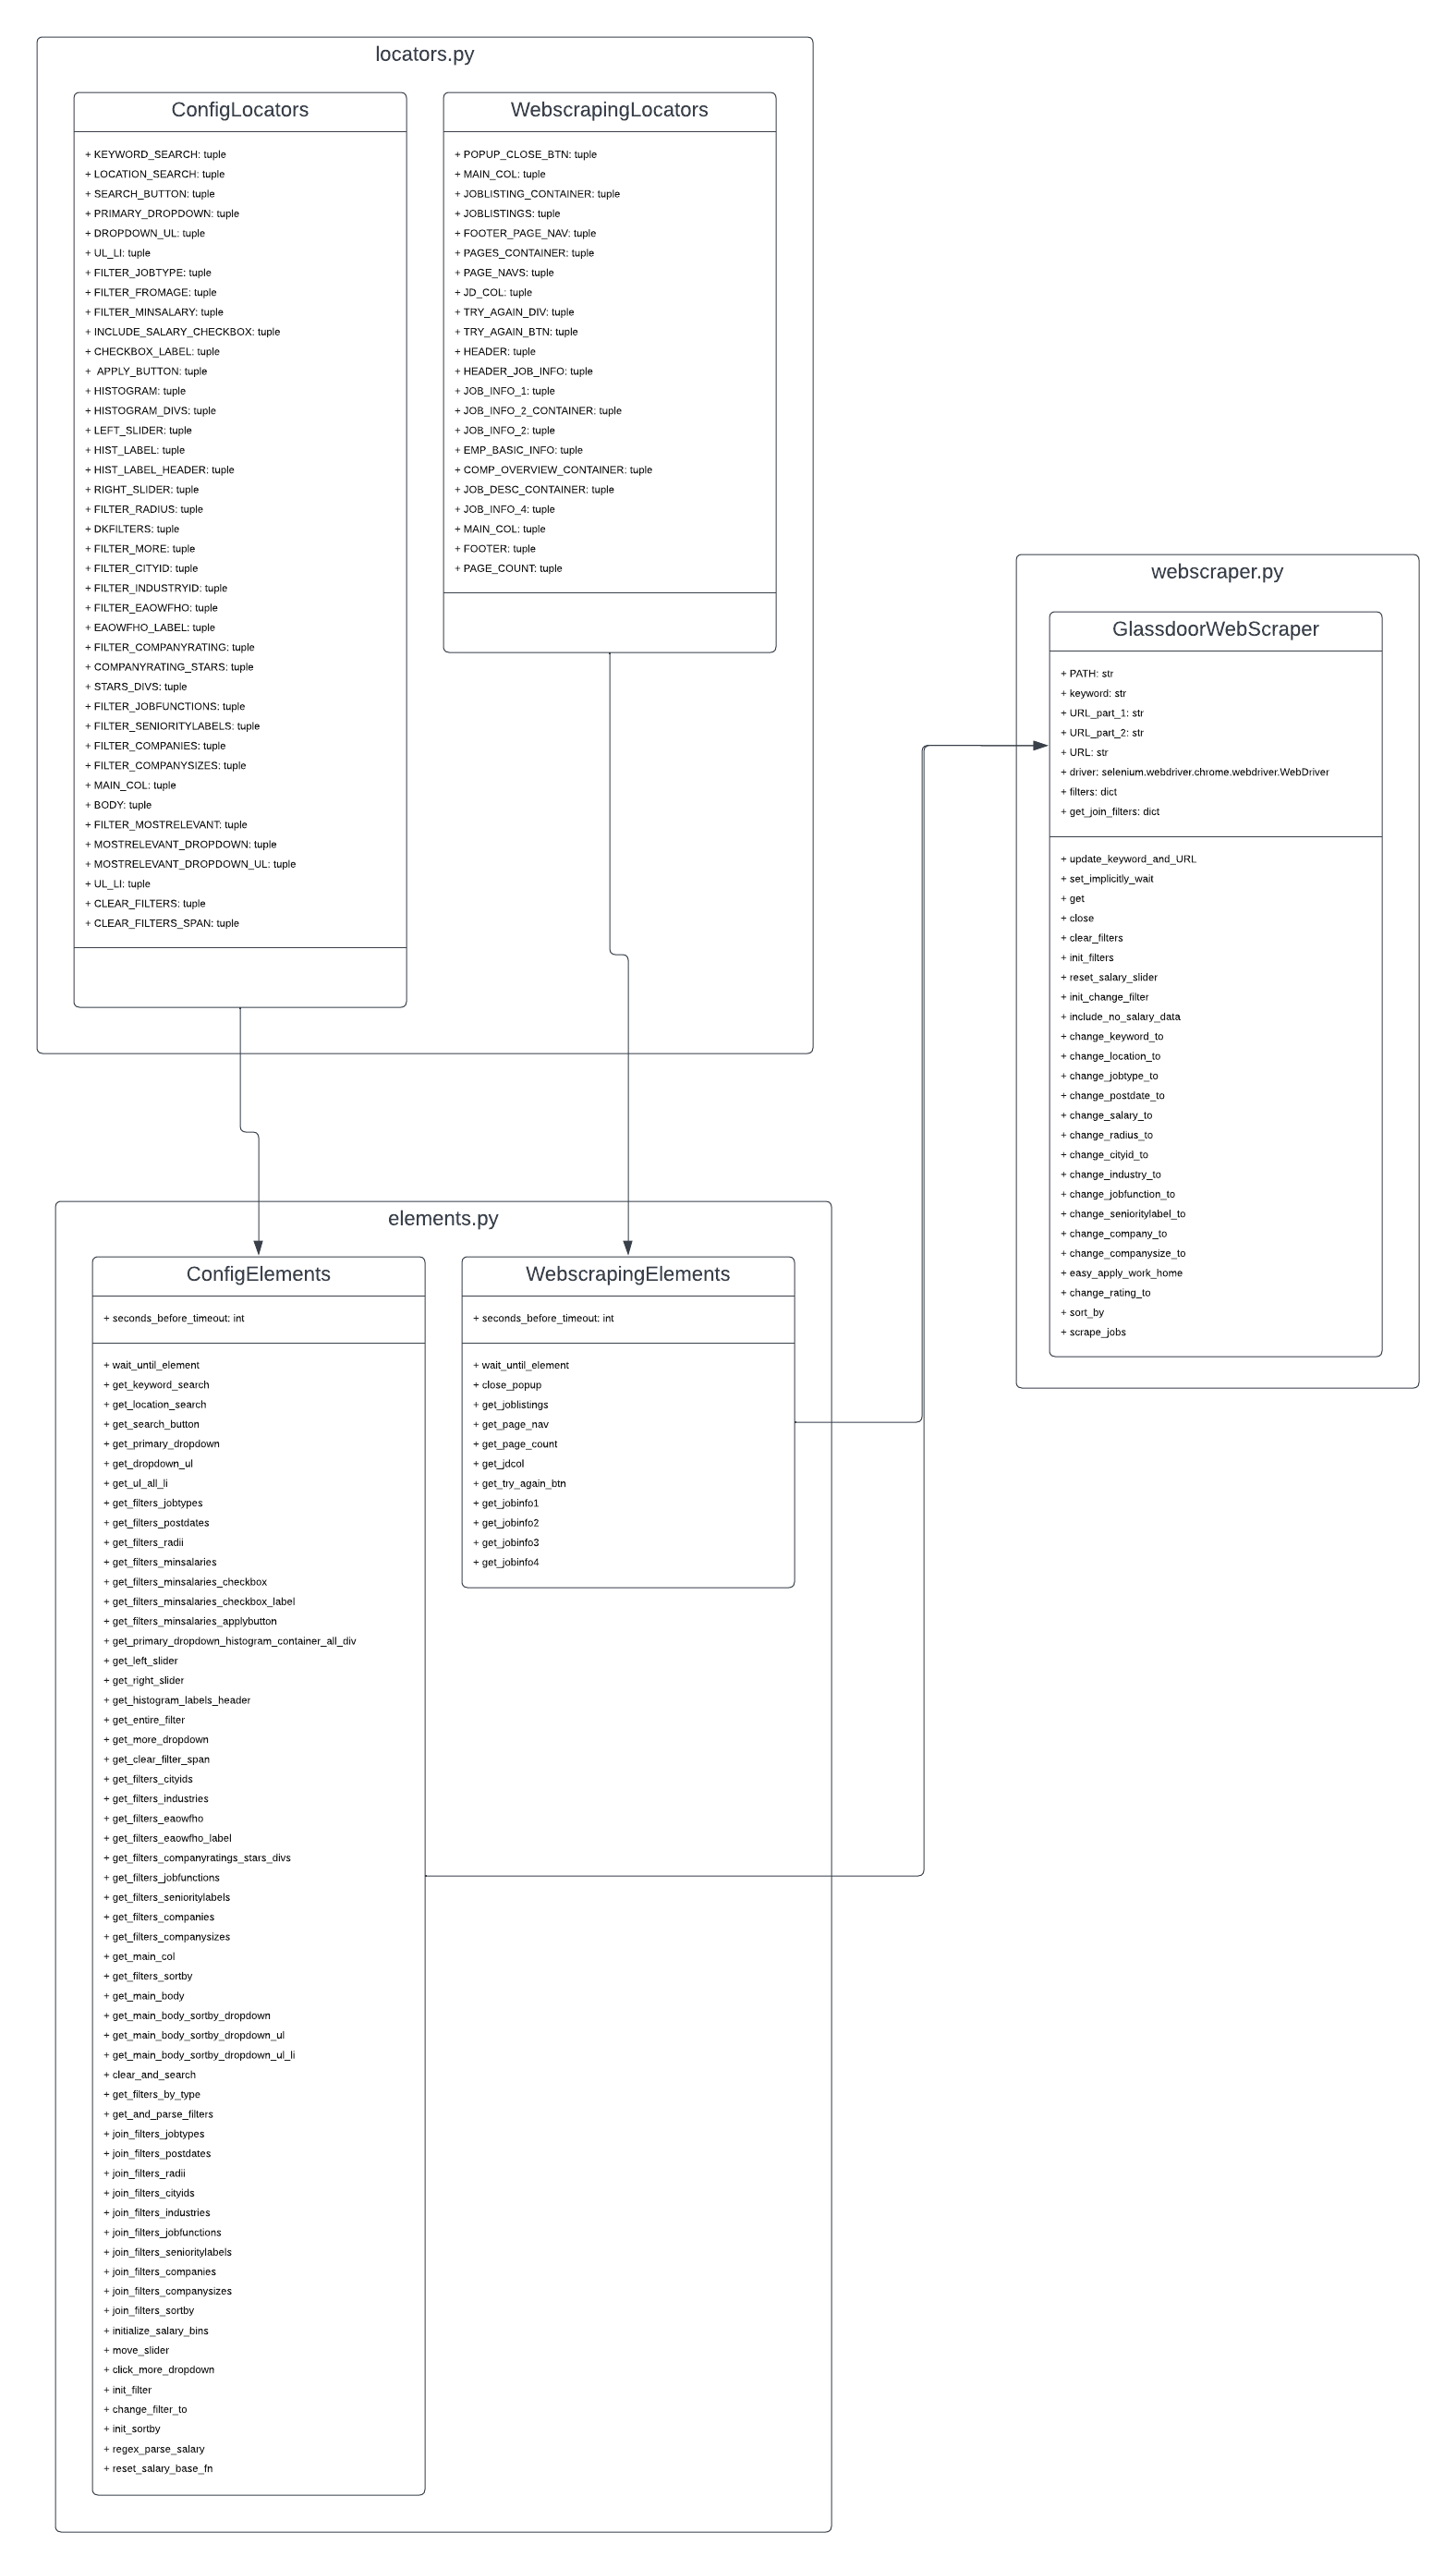 locators.py
ConfigLocators
+ KEYWORD_SEARCH: tuple
+ LOCATION_SEARCH: tuple
+ SEARCH_BUTTON: tuple
+ PRIMARY_DROPDOWN: tuple
+ DROPDOWN_UL: tuple
+ UL_LI: tuple
+ FILTER_JOBTYPE: tuple
+ FILTER_FROMAGE: tuple
+ FILTER_MINSALARY: tuple
+ INCLUDE_SALARY_CHECKBOX: tuple
+ CHECKBOX_LABEL: tuple
+ APPLY_BUTTON: tuple
+ HISTOGRAM: tuple
+ HISTOGRAM_DIVS: tuple
+ LEFT_SLIDER: tuple
+ HIST_LABEL: tuple
+ HIST_LABEL_HEADER: tuple
+ RIGHT_SLIDER: tuple
+ FILTER_RADIUS: tuple
+ DKFILTERS: tuple
+ FILTER_MORE: tuple
+ FILTER_CITYID: tuple
+ FILTER_INDUSTRYID: tuple
+ FILTER_EAOWFHO: tuple
+ EAOWFHO_LABEL: tuple
+ FILTER_COMPANYRATING: tuple
+ COMPANYRATING_STARS: tuple
+ STARS_DIVS: tuple
+ FILTER_JOBFUNCTIONS: tuple
+ FILTER_SENIORITYLABELS: tuple
+ FILTER_COMPANIES: tuple
+ FILTER_COMPANYSIZES: tuple
+ MAIN_COL: tuple
+ BODY: tuple
+ FILTER_MOSTRELEVANT: tuple
+ MOSTRELEVANT_DROPDOWN: tuple
+ MOSTRELEVANT_DROPDOWN_UL: tuple
+ UL_LI: tuple
+ CLEAR_FILTERS: tuple
+ CLEAR_FILTERS_SPAN: tuple
WebscrapingLocators
+ POPUP_CLOSE_BTN: tuple
+ MAIN_COL: tuple
+ JOBLISTING_CONTAINER: tuple
+ JOBLISTINGS: tuple
+ FOOTER_PAGE_NAV: tuple
+ PAGES_CONTAINER: tuple
+ PAGE_NAVS: tuple
+ JD_COL: tuple
+ TRY_AGAIN_DIV: tuple
+ TRY_AGAIN_BTN: tuple
+ HEADER: tuple
+ HEADER_JOB_INFO: tuple
+ JOB_INFO_1: tuple
+ JOB_INFO_2_CONTAINER: tuple
+ JOB_INFO_2: tuple
+ EMP_BASIC_INFO: tuple
+ COMP_OVERVIEW_CONTAINER: tuple
+ JOB_DESC_CONTAINER: tuple
+ JOB_INFO_4: tuple
+ MAIN_COL: tuple
+ FOOTER: tuple
+ PAGE_COUNT: tuple
webscraper.py
GlassdoorWebScraper
+ PATH: str
+ keyword: str
+ URL_part_1: str
+ URL_part_2: str
+ URL: str
+ driver: selenium.webdriver.chrome.webdriver.WebDriver
+ filters: dict
+ get_join_filters: dict
+ update_keyword_and_URL
+ set_implicitly_wait
+ get
+ close
+ clear_filters
+ init_filters
+ reset_salary_slider
+ init_change_filter
+ include_no_salary_data
+ change_keyword_to
+ change_location_to
+ change_jobtype_to
+ change_postdate_to
+ change_salary_to
+ change_radius_to
+ change_cityid_to
+ change_industry_to
+ change_jobfunction_to
+ change_senioritylabel_to
+ change_company_to
+ change_companysize_to
+ easy_apply_work_home
+ change_rating_to
+ sort_by
+ scrape_jobs
elements.py
ConfigElements
+ seconds_before_timeout: int
+ wait_until_element
+ get_keyword_search
+ get_location_search
+ get_search_button
+ get_primary_dropdown
+ get_dropdown_ul
+ get_ul_all_li
+ get_filters_jobtypes
+ get_filters_postdates
+ get_filters_radii
+ get_filters_minsalaries
+ get_filters_minsalaries_checkbox
+ get_filters_minsalaries_checkbox_label
+ get_filters_minsalaries_applybutton
+ get_primary_dropdown_histogram_container_all_div
+ get_left_slider
+ get_right_slider
+ get_histogram_labels_header
+ get_entire_filter
+ get_more_dropdown
+ get_clear_filter_span
+ get_filters_cityids
+ get_filters_industries
+ get_filters_eaowfho
+ get_filters_eaowfho_label
+ get_filters_companyratings_stars_divs
+ get_filters_jobfunctions
+ get_filters_senioritylabels
+ get_filters_companies
+ get_filters_companysizes
+ get_main_col
+ get_filters_sortby
+ get_main_body
+ get_main_body_sortby_dropdown
+ get_main_body_sortby_dropdown_ul
+ get_main_body_sortby_dropdown_ul_li
+ clear_and_search
+ get_filters_by_type
+ get_and_parse_filters
+ join_filters_jobtypes
+ join_filters_postdates
+ join_filters_radii
+ join_filters_cityids
+ join_filters_industries
+ join_filters_jobfunctions
+ join_filters_senioritylabels
+ join_filters_companies
+ join_filters_companysizes
+ join_filters_sortby
+ initialize_salary_bins
+ move_slider
+ click_more_dropdown
+ init_filter
+ change_filter_to
+ init_sortby
+ regex_parse_salary
+ reset_salary_base_fn
WebscrapingElements
+ seconds_before_timeout: int
+ wait_until_element
+ close_popup
+ get_joblistings
+ get_page_nav
+ get_page_count
+ get_jdcol
+ get_try_again_btn
+ get_jobinfo1
+ get_jobinfo2
+ get_jobinfo3
+ get_jobinfo4